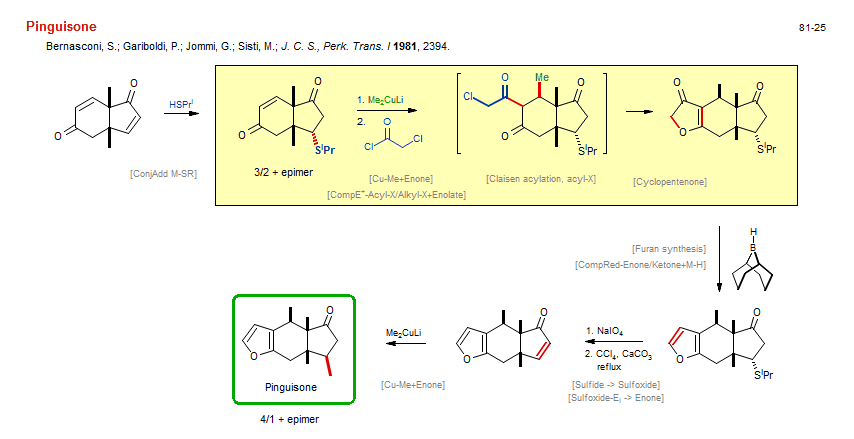 Pinguisone
81-25
Bernasconi, S.; Gariboldi, P.; Jommi, G.; Sisti, M.; J. C. S., Perk. Trans. I 1981, 2394.
O
O
HSPrⁱ
[ConjAdd M-SR]
O
O
SⁱPr
3/2 + epimer
1. Me₂CuLi
2.
O
Cl
Cl
[Cu-Me+Enone]
[CompE⁺-Acyl-X/Alkyl-X+Enolate]
Cl
O
Me
O
O
SⁱPr
[Claisen acylation, acyl-X]
O
O
O
SⁱPr
[Cyclopentenone]
H
B
[Furan synthesis]
[CompRed-Enone/Ketone+M-H]
O
O
SⁱPr
1. NaIO₄
2. CCl₄, CaCO₃
reflux
[Sulfide -> Sulfoxide]
[Sulfoxide-Eᵢ -> Enone]
O
O
Me₂CuLi
[Cu-Me+Enone]
O
O
Pinguisone
4/1 + epimer